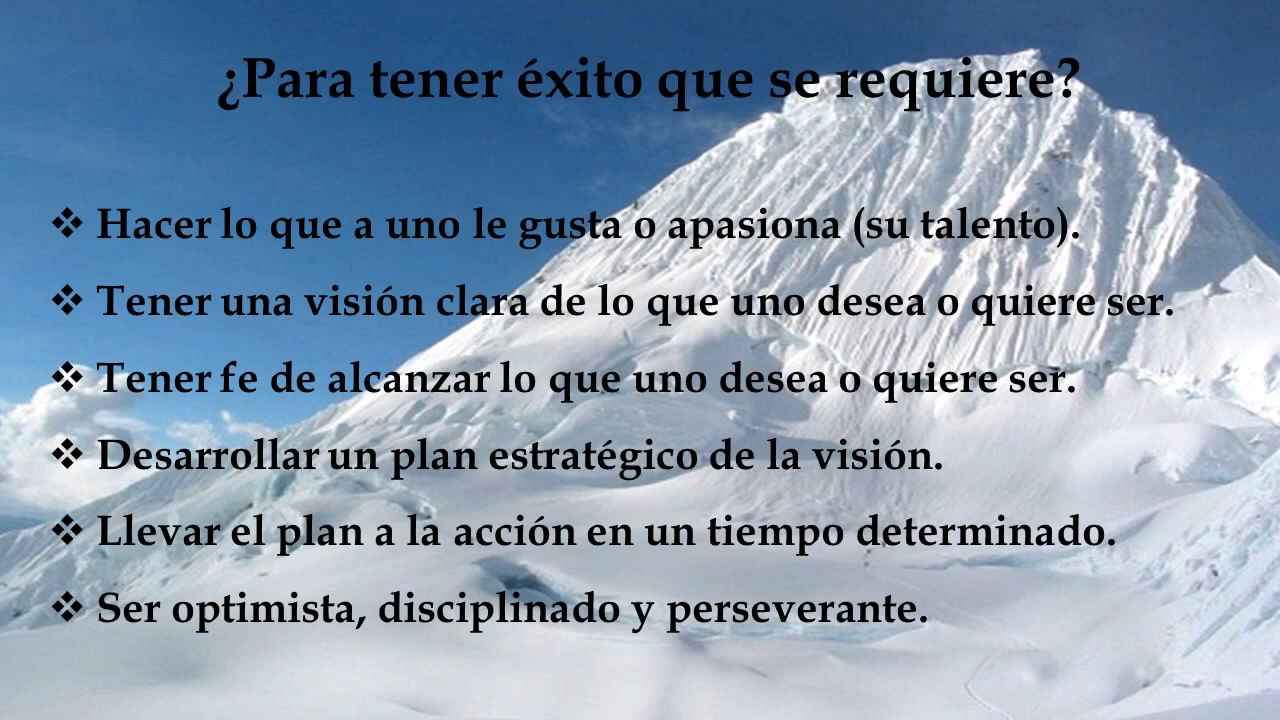 ¿Para tener éxito que se requiere?
❖ Hacer lo que a uno le gusta o apasiona (su talento).
❖ Tener una visión clara de lo que uno desea o quiere ser.
❖ Tener fe de alcanzar lo que uno desea o quiere ser.
❖ Desarrollar un plan estratégico de la visión.
❖ Llevar el plan a la acción en un tiempo determinado.
❖ Ser optimista, disciplinado y perseverante.